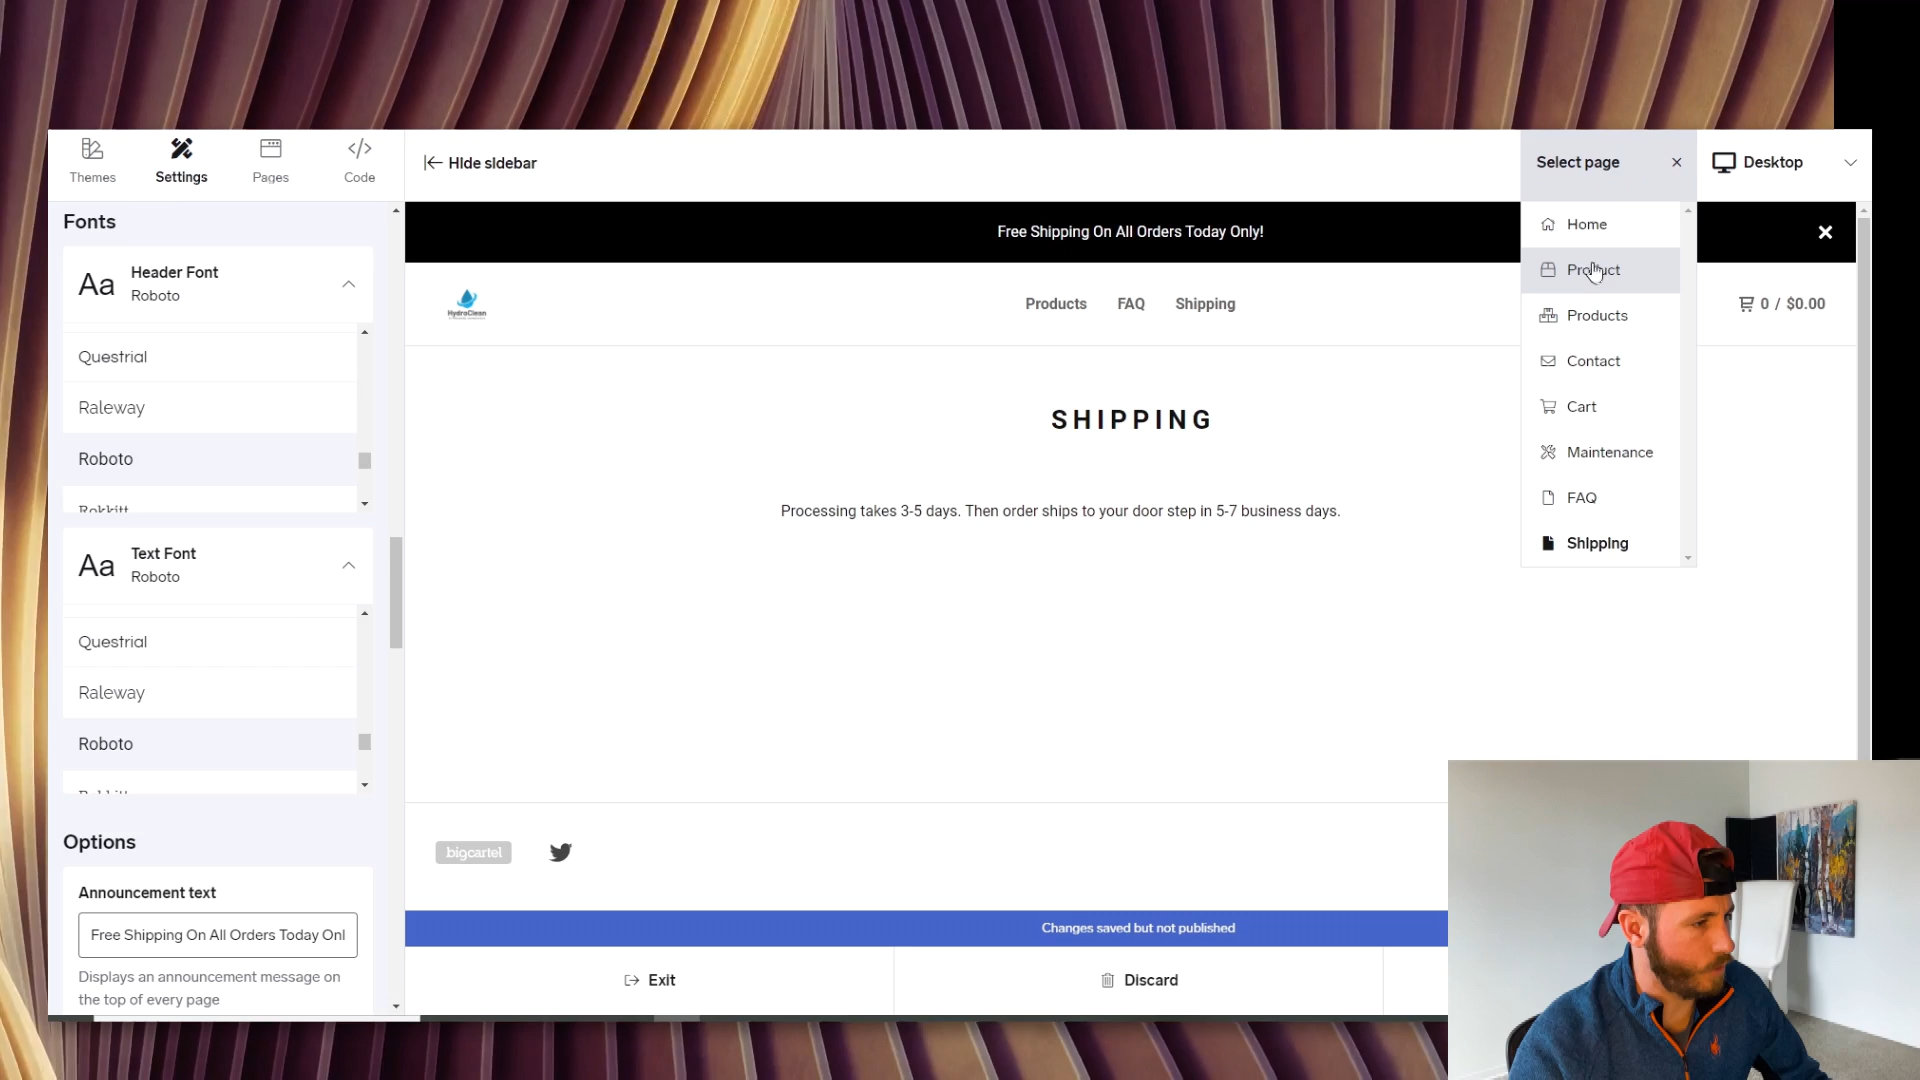 Themes
Settings
Pages
Code
HIde sIdebar
Select page
Desktop
Fonts
Aa
Header Font
Roboto
Questrial
Raleway
Roboto
Rokkitt
Aa
Text Font
Roboto
Questrial
Raleway
Roboto
Options
Announcement text
Free Shipping On All Orders Today Onl
Displays an announcement message on
the top of every page
Free Shipping On All Orders Today Only!
HydroClean
Products
FAQ
Shipping
0 / $0.00
SHIPPING
Processing takes 3-5 days. Then order ships to your door step in 5-7 business days.
Home
Product
Products
Contact
Cart
Maintenance
FAQ
ShIppIng
bigcartel
Changes saved but not published
Exit
Discard